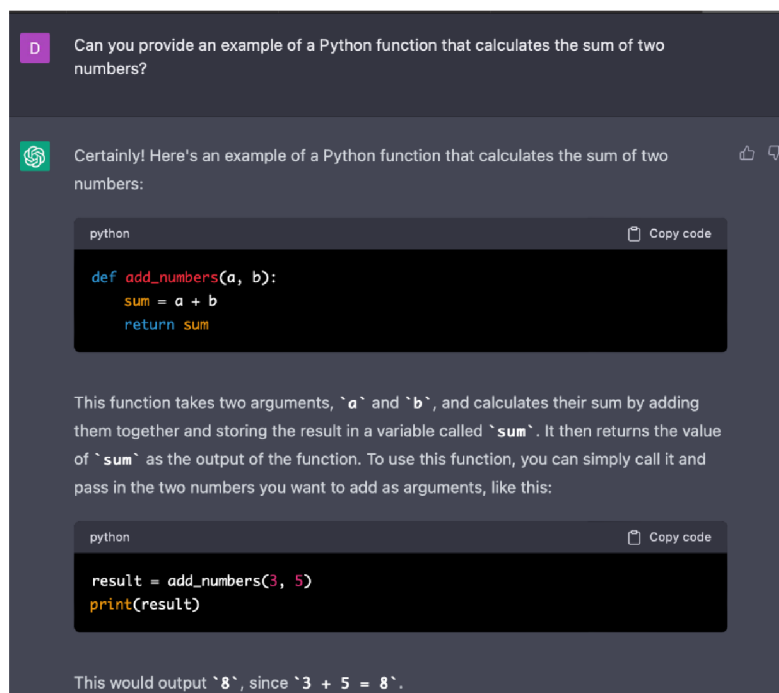 D
Can you provide an example of a Python function that calculates the sum of two
numbers?
Certainly! Here's an example of a Python function that calculates the sum of two
numbers:
python Copy code
def add_numbers(a, b):
    sum = a + b
    return sum
This function takes two arguments, `a` and `b`, and calculates their sum by adding
them together and storing the result in a variable called `sum`. It then returns the value
of `sum` as the output of the function. To use this function, you can simply call it and
pass in the two numbers you want to add as arguments, like this:
python Copy code
result = add_numbers(3, 5)
print(result)
This would output `8`, since `3 + 5 = 8`.